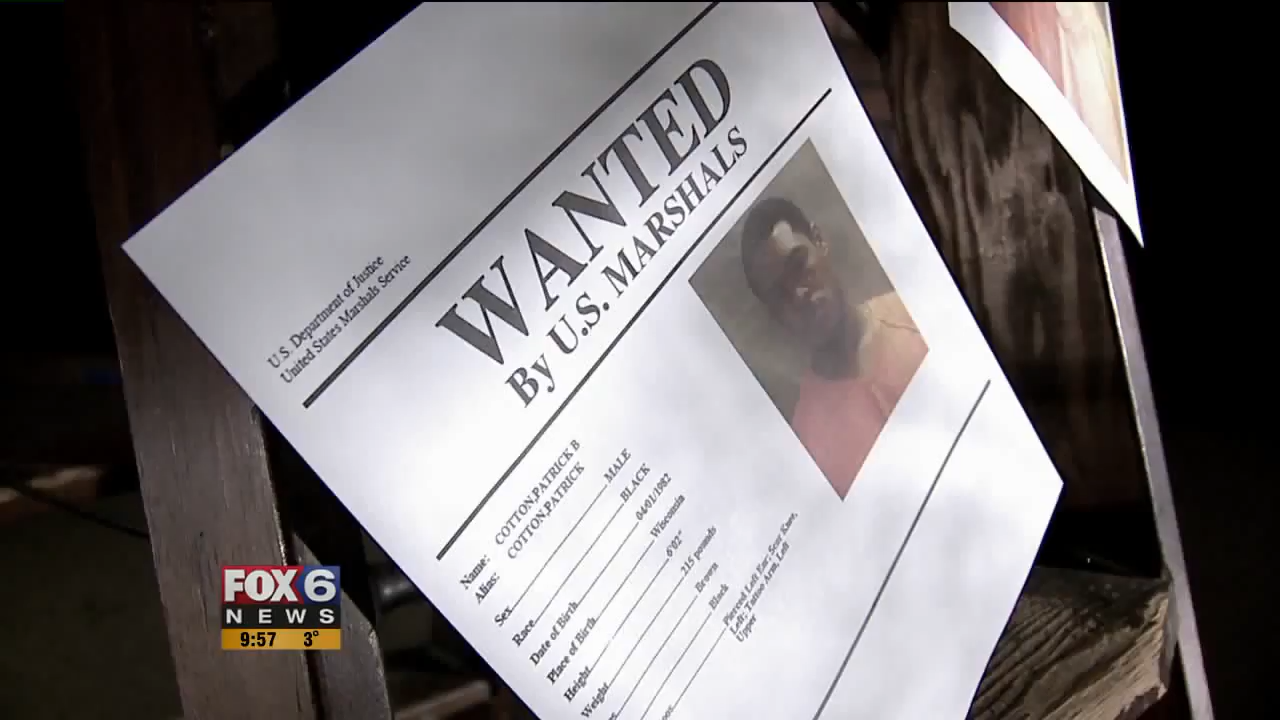 U.S. Department of Justice
United States Marshals Service
WANTED
By U.S. MARSHALS
Name: COTTON,PATRICK B
Alias: COTTON,PATRICK
Sex MALE
Race BLACK
Date of Birth 04/01/1982
Place of Birth Wisconsin
Height 6'02"
Weight 215 pounds
Brown
Black
Pierced Left Ear; Scar Knee,
Left; Tattoo Arm, Left
Upper
FOX 6
NEWS
9:57 3°